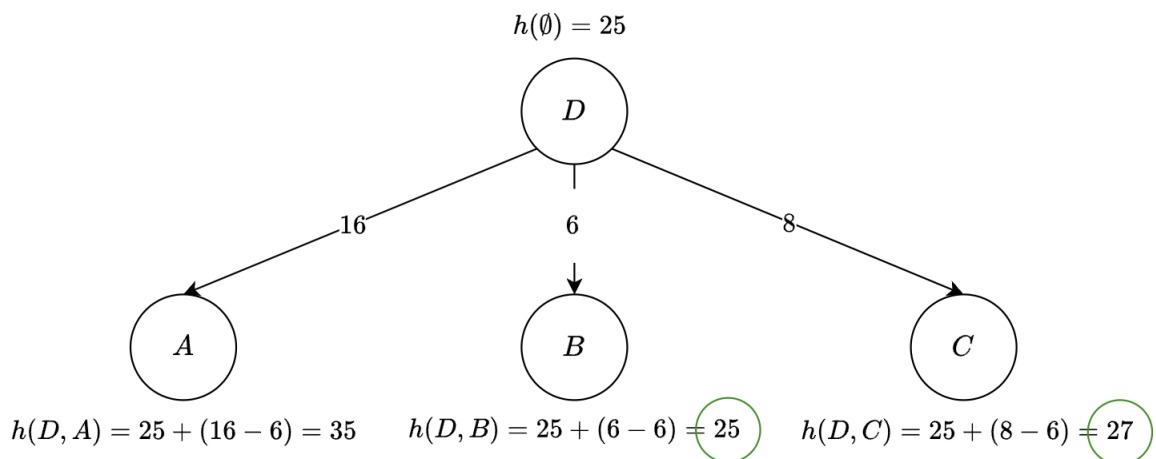 h(∅) = 25
D
16
6
8
A
B
C
h(D, A) = 25 + (16 − 6) = 35
h(D, B) = 25 + (6 − 6) = 25
h(D, C) = 25 + (8 − 6) = 27